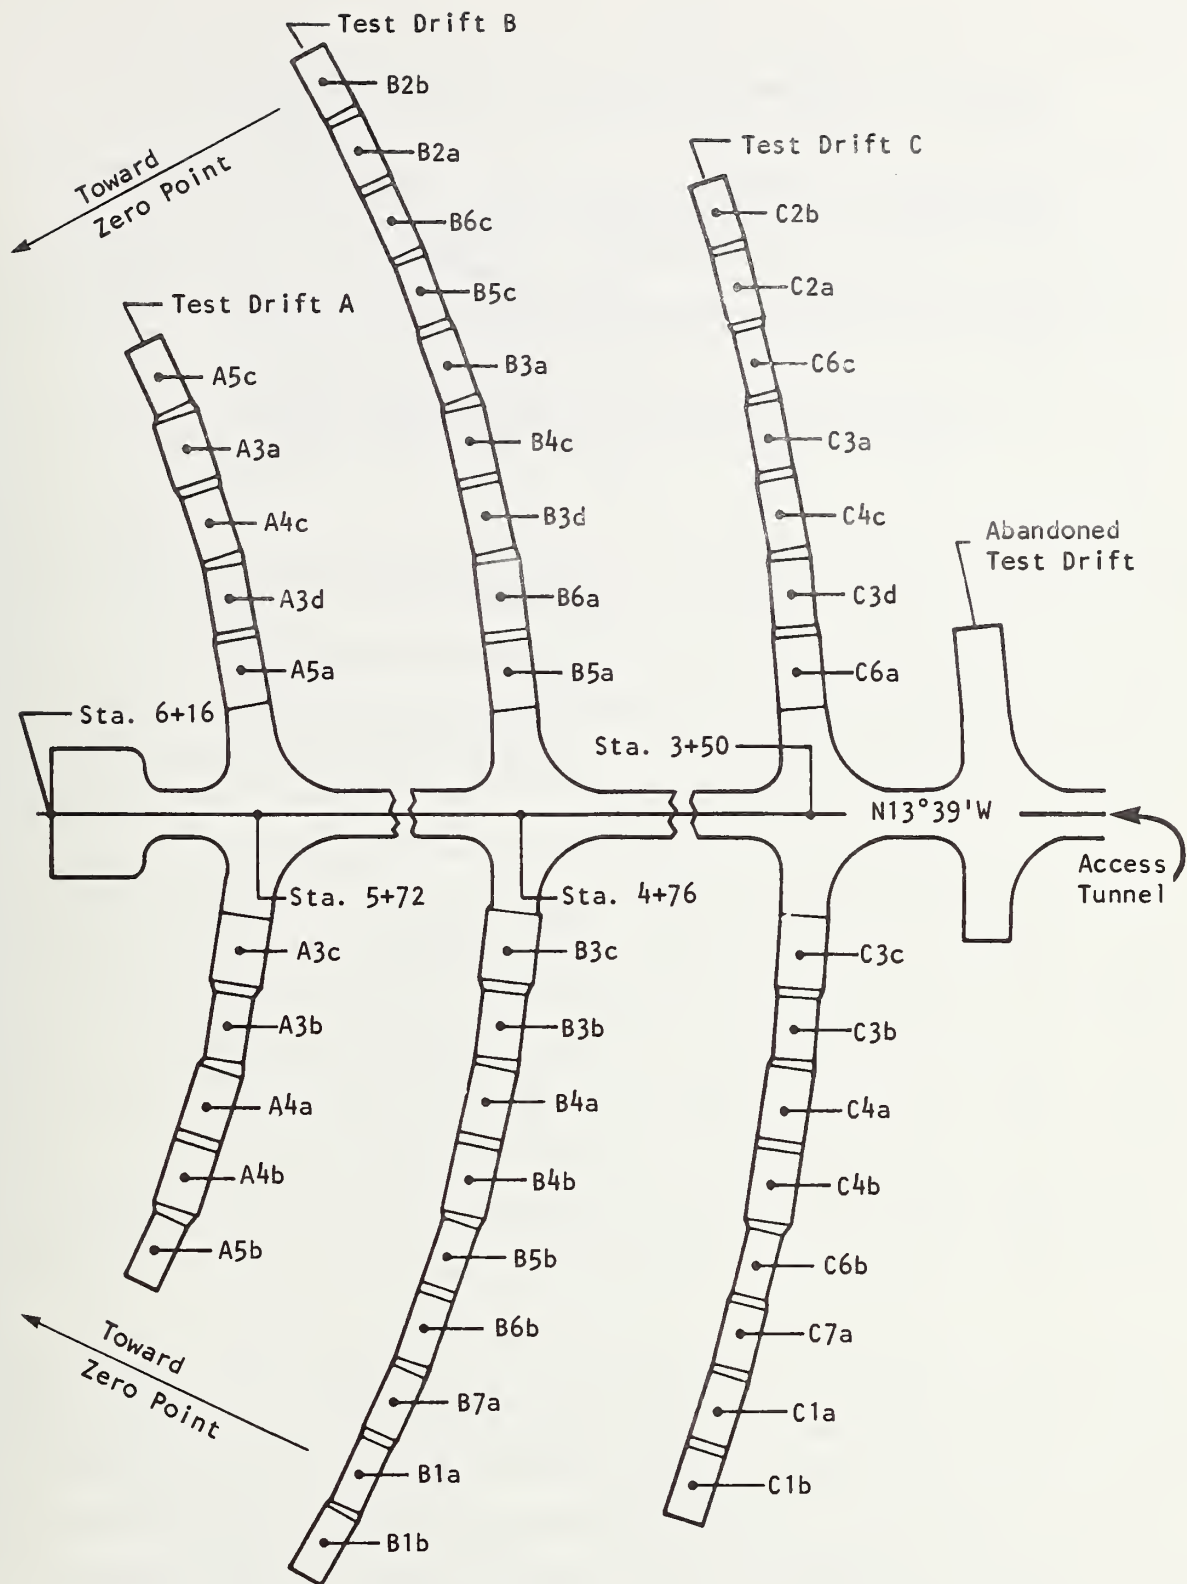 Test Drift B
B2b
B2a
B6c
B5c
B3a
B4c
B3d
B6a
B5a
Toward
Zero Point
Test Drift A
A5c
A3a
A4c
A3d
A5a
Test Drift C
C2b
C2a
C6c
C3a
C4c
C3d
C6a
Abandoned
Test Drift
Sta. 6+16
Sta. 3+50
N13°39'W
Access
Tunnel
Sta. 5+72
Sta. 4+76
A3c
A3b
A4a
A4b
A5b
B3c
B3b
B4a
B4b
B5b
B6b
B7a
B1a
B1b
C3c
C3b
C4a
C4b
C6b
C7a
C1a
C1b
Toward
Zero Point